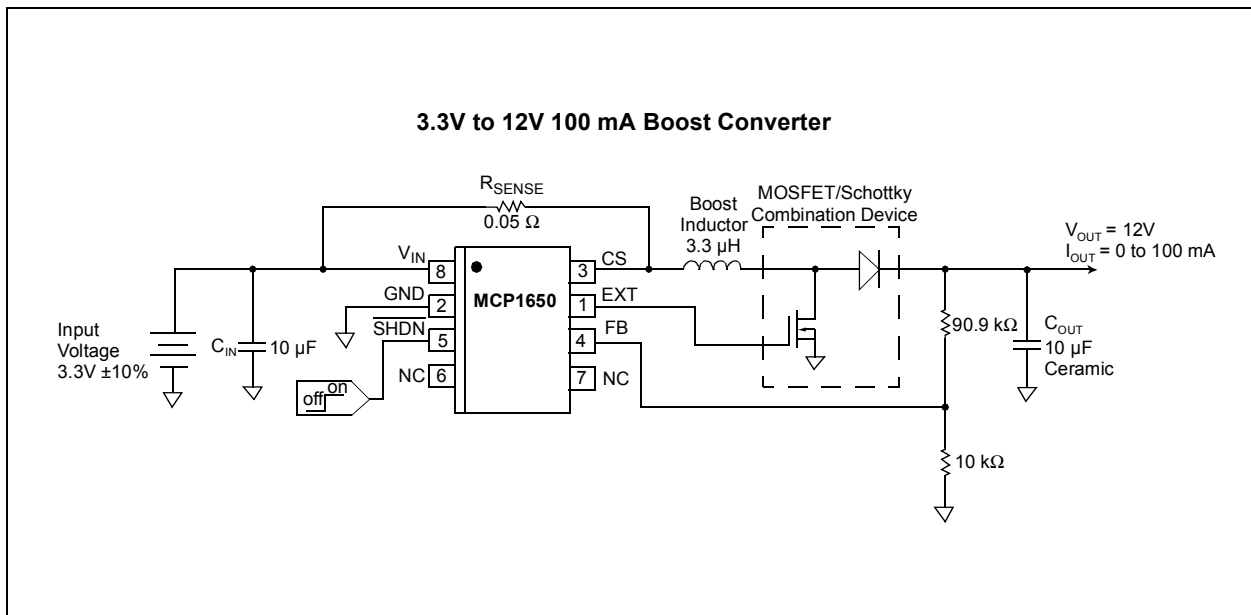 3.3V to 12V 100 mA Boost Converter
RSENSE
0.05 Ω
Boost
Inductor
3.3 µH
MOSFET/Schottky
Combination Device
VOUT = 12V
IOUT = 0 to 100 mA
VIN
8
3
CS
GND
2
MCP1650
1
EXT
SHDN
5
4
FB
NC
6
7
NC
Input
Voltage
3.3V ±10%
CIN
10 µF
off
on
90.9 kΩ
COUT
10 µF
Ceramic
10 kΩ